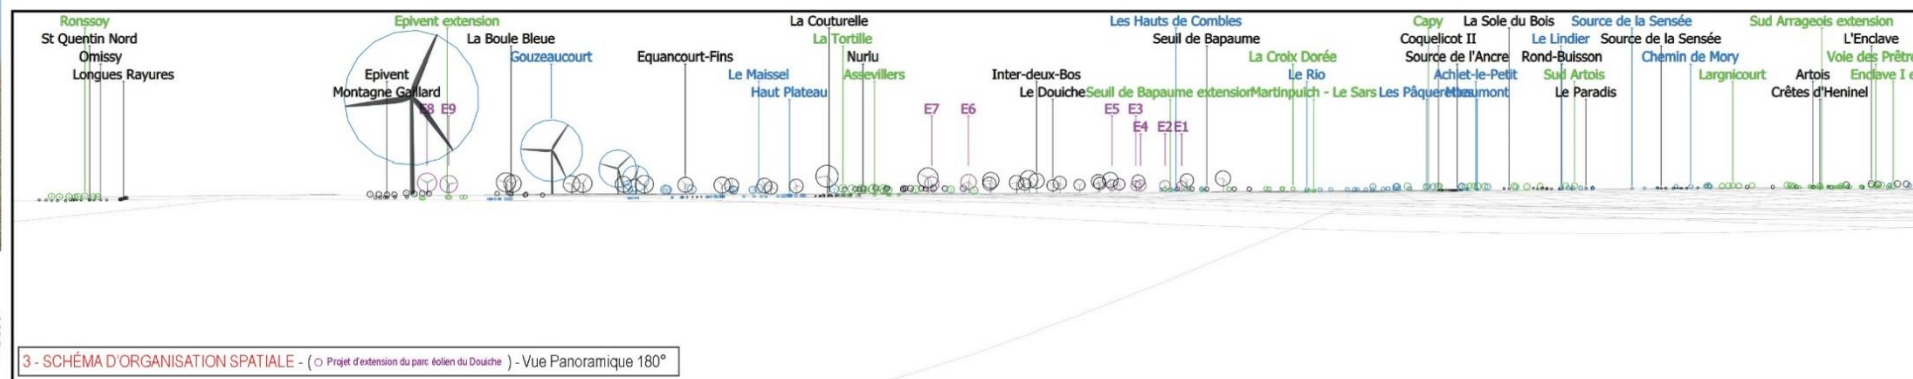 Ronssoy
Epivent extension
La Couturelle
Les Hauts de Combles
Capy
La Sole du Bois
Source de la Sensée
Sud Arrageois extension
St Quentin Nord
La Boule Bleue
La Tortille
Seuil de Bapaume
Coquelicot II
Le Lindier
Source de la Sensée
L'Enclave
Omissy
Gouzeaucourt
Equancourt-Fins
Nurlu
La Croix Dorée
Source de l'Ancre
Rond-Buisson
Chemin de Mory
Voie des Prêtre
Longues Rayures
Epivent
Le Maissel
Assevillers
Inter-deux-Bos
Le Rio
Achiet-le-Petit
Sud Artois
Largnicourt
Artois
Enclave I e
Montagne Gaillard
Haut Plateau
Le Douiche
Seuil de Bapaume extension
Martinpuich - Le Sars
Les Pâquerettes
Le Paradis
Crêtes d'Heninel
E8
E9
E7
E6
E5
E3
E4
E2
E1
3 - SCHÉMA D'ORGANISATION SPATIALE - ( Projet d'extension du parc éolien du Douiche ) - Vue Panoramique 180°